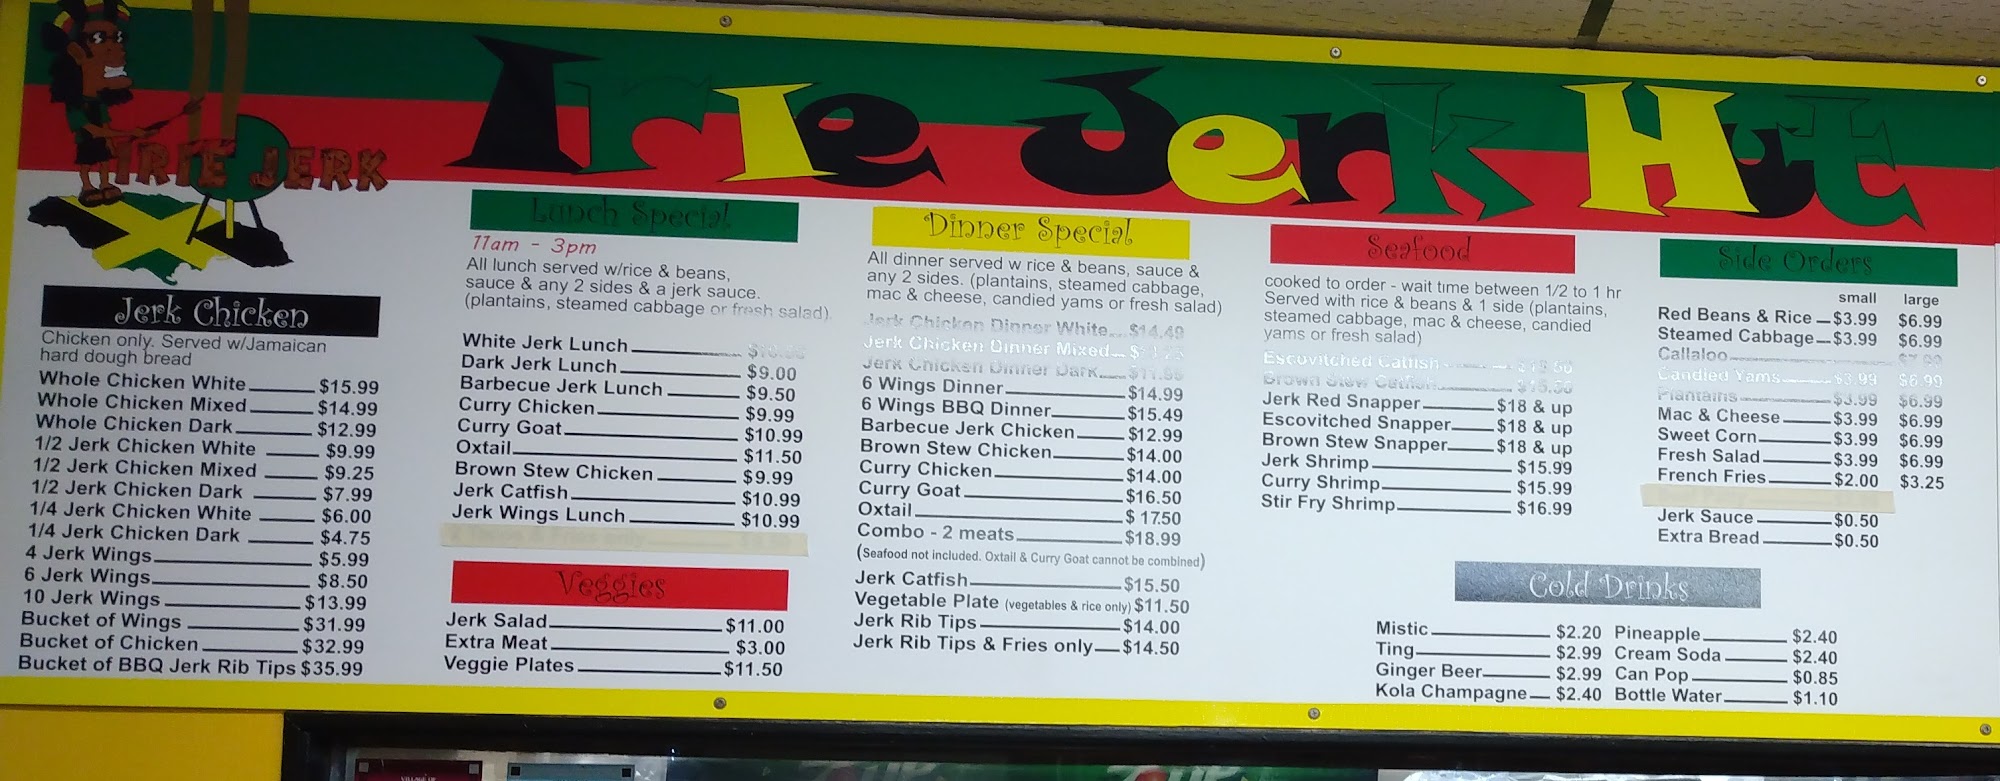 Irie Jerk Hut
IRIE JERK
Jerk Chicken
Chicken only. Served w/Jamaican
hard dough bread
Whole Chicken White $15.99
Whole Chicken Mixed $14.99
Whole Chicken Dark $12.99
1/2 Jerk Chicken White $9.99
1/2 Jerk Chicken Mixed $9.25
1/2 Jerk Chicken Dark $7.99
1/4 Jerk Chicken White $6.00
1/4 Jerk Chicken Dark $4.75
4 Jerk Wings $5.99
6 Jerk Wings $8.50
10 Jerk Wings $13.99
Bucket of Wings $31.99
Bucket of Chicken $32.99
Bucket of BBQ Jerk Rib Tips $35.99
Lunch Special
11am - 3pm
All lunch served w/rice & beans,
sauce & any 2 sides & a jerk sauce.
(plantains, steamed cabbage or fresh salad)
White Jerk Lunch
Dark Jerk Lunch $9.00
Barbecue Jerk Lunch $9.50
Curry Chicken $9.99
Curry Goat $10.99
Oxtail $11.50
Brown Stew Chicken $9.99
Jerk Catfish $10.99
Jerk Wings Lunch $10.99
Veggies
Jerk Salad $11.00
Extra Meat $3.00
Veggie Plates $11.50
Dinner Special
All dinner served w rice & beans, sauce &
any 2 sides. (plantains, steamed cabbage,
mac & cheese, candied yams or fresh salad)
Jerk Chicken Dinner White $14.49
Jerk Chicken Dinner Mixed
Jerk Chicken Dinner Dark
6 Wings Dinner $14.99
6 Wings BBQ Dinner $15.49
Barbecue Jerk Chicken $12.99
Brown Stew Chicken $14.00
Curry Chicken $14.00
Curry Goat $16.50
Oxtail $ 17.50
Combo - 2 meats $18.99
(Seafood not included. Oxtail & Curry Goat cannot be combined)
Jerk Catfish $15.50
Vegetable Plate (vegetables & rice only) $11.50
Jerk Rib Tips $14.00
Jerk Rib Tips & Fries only $14.50
Seafood
cooked to order - wait time between 1/2 to 1 hr
Served with rice & beans & 1 side (plantains,
steamed cabbage, mac & cheese, candied
yams or fresh salad)
Escovitched Catfish
Brown Stew Catfish
Jerk Red Snapper $18 & up
Escovitched Snapper $18 & up
Brown Stew Snapper $18 & up
Jerk Shrimp $15.99
Curry Shrimp $15.99
Stir Fry Shrimp $16.99
Side Orders
small large
Red Beans & Rice $3.99 $6.99
Steamed Cabbage $3.99 $6.99
Callaloo
Candied Yams $3.99 $6.99
Plantains $3.99 $6.99
Mac & Cheese $3.99 $6.99
Sweet Corn $3.99 $6.99
Fresh Salad $3.99 $6.99
French Fries $2.00 $3.25
Jerk Sauce $0.50
Extra Bread $0.50
Cold Drinks
Mistic $2.20
Ting $2.99
Ginger Beer $2.99
Kola Champagne $2.40
Pineapple $2.40
Cream Soda $2.40
Can Pop $0.85
Bottle Water $1.10
VILLAGE OF